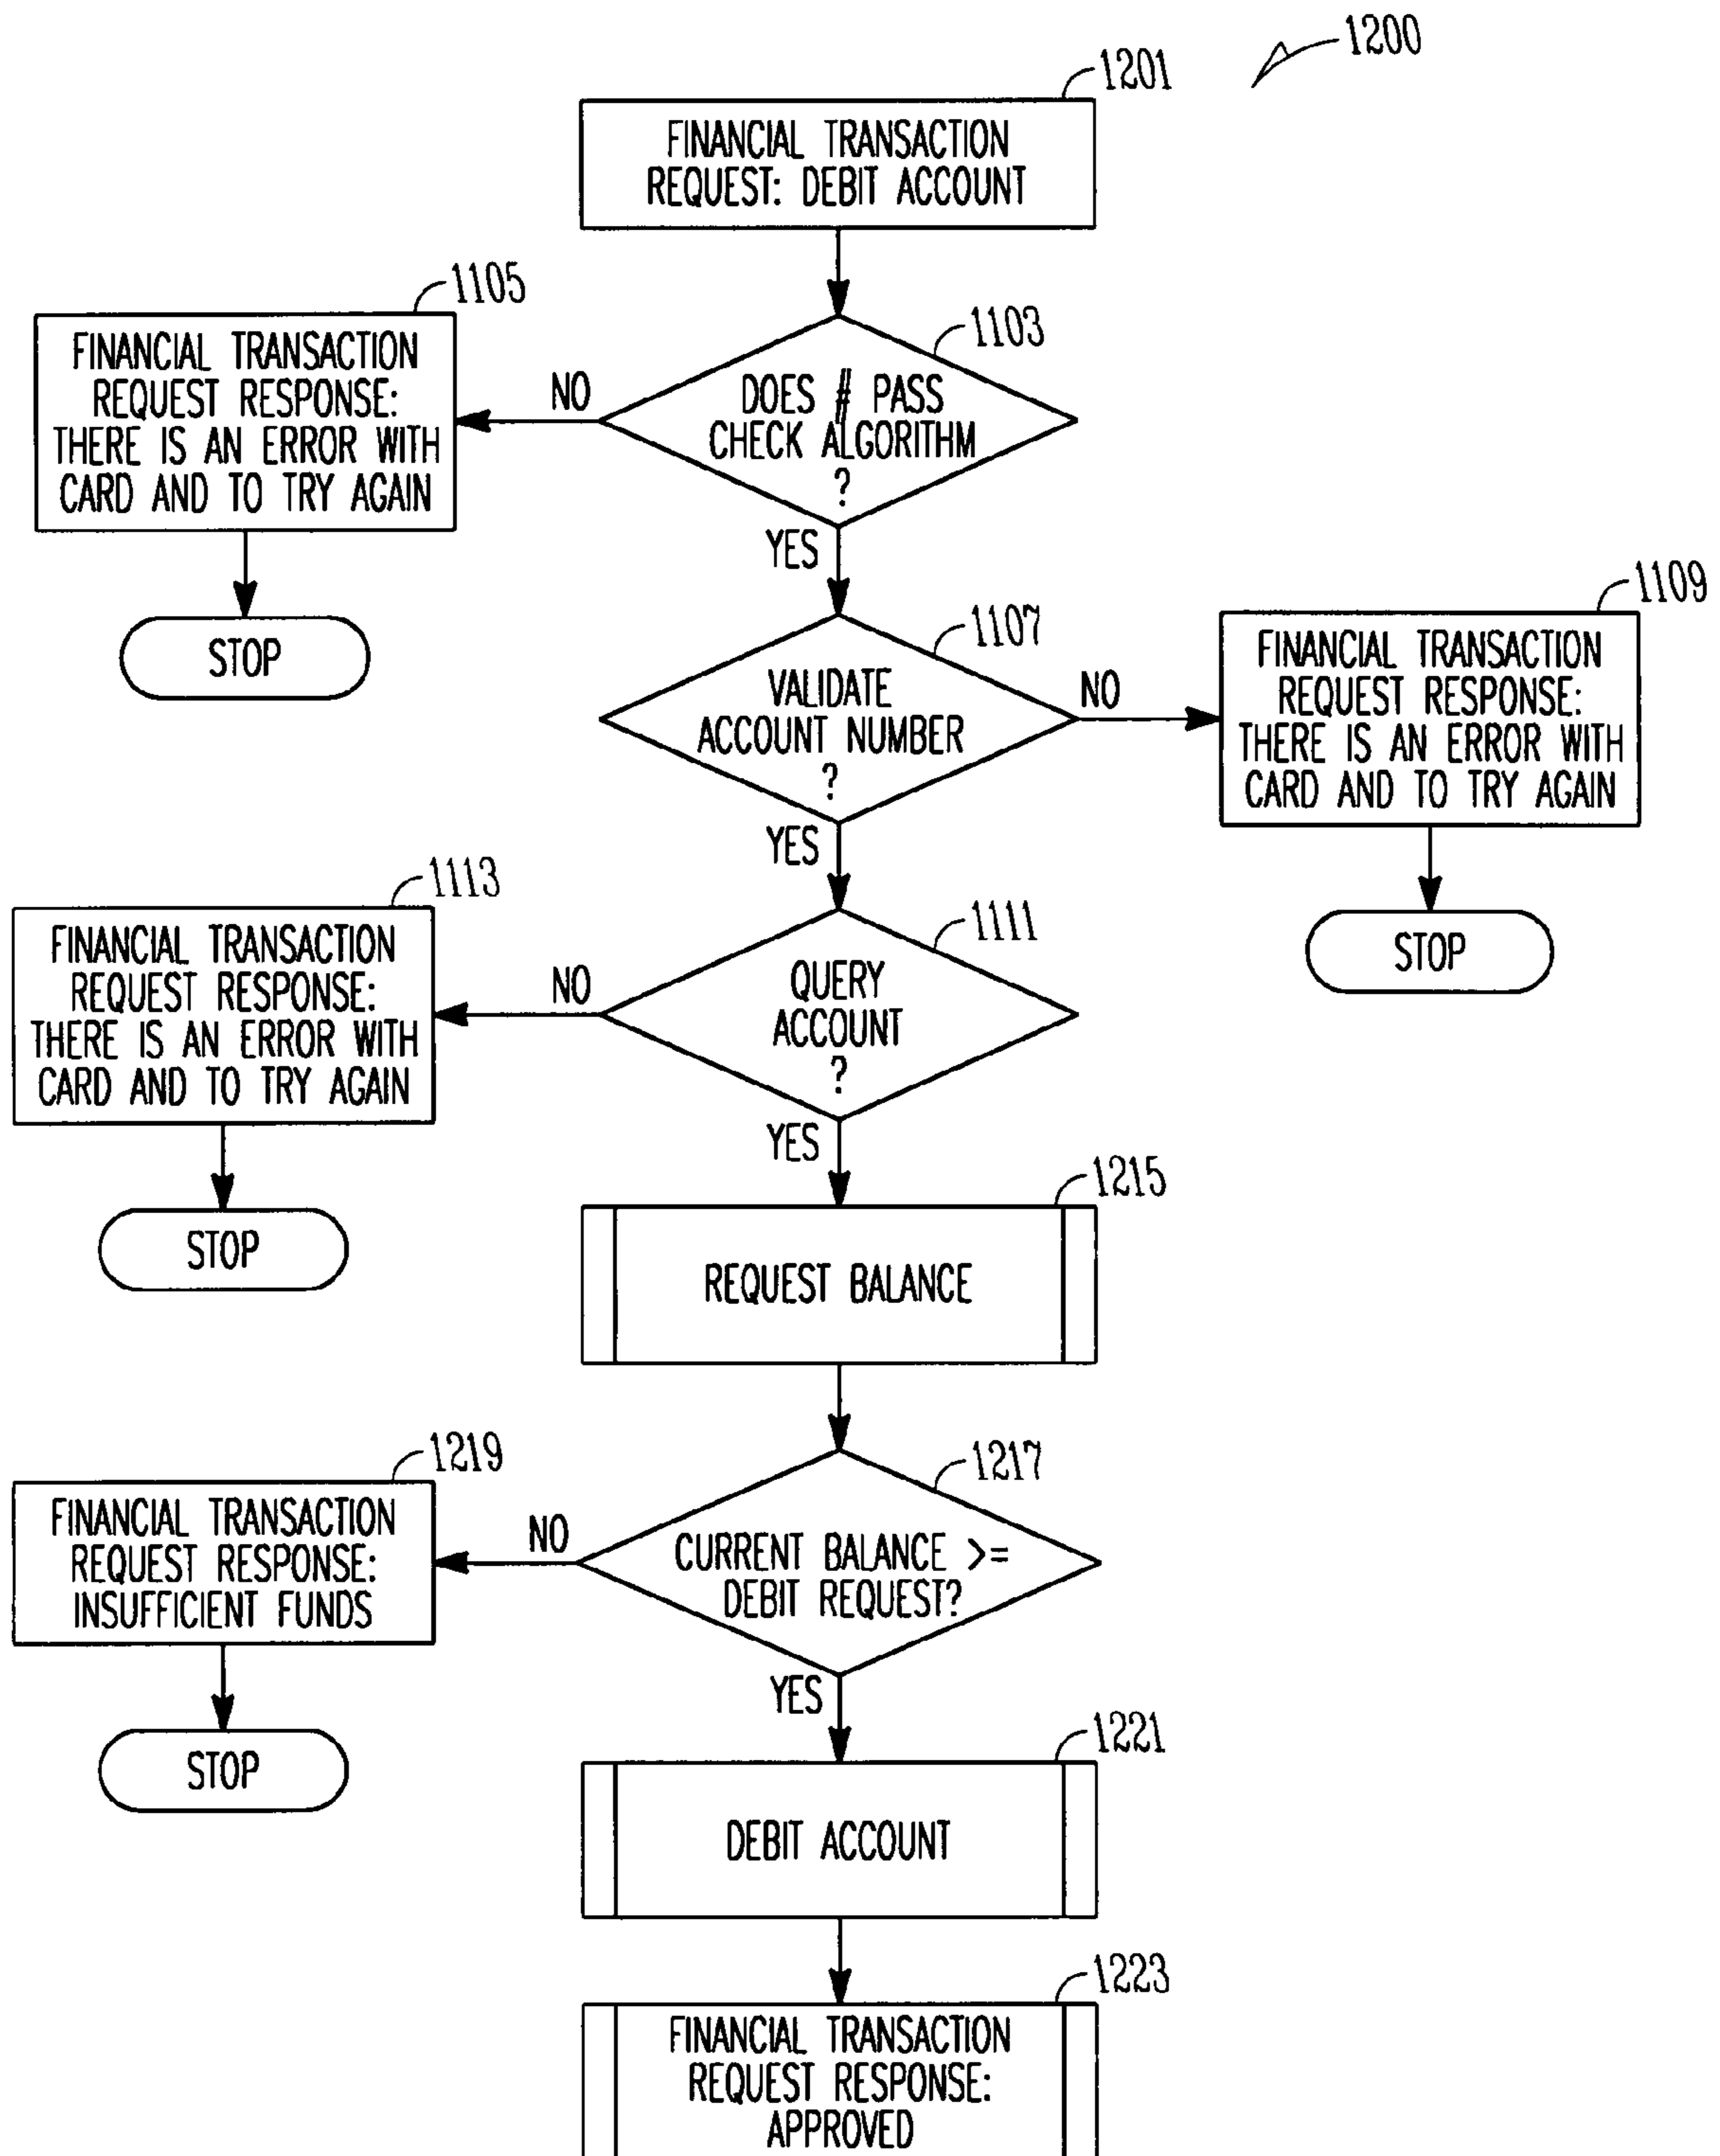 1200
1201
FINANCIAL TRANSACTION
REQUEST: DEBIT ACCOUNT
1105
FINANCIAL TRANSACTION
REQUEST RESPONSE:
THERE IS AN ERROR WITH
CARD AND TO TRY AGAIN
NO
1103
DOES # PASS
CHECK ALGORITHM
?
YES
STOP
1107
VALIDATE
ACCOUNT NUMBER
?
NO
1109
FINANCIAL TRANSACTION
REQUEST RESPONSE:
THERE IS AN ERROR WITH
CARD AND TO TRY AGAIN
YES
STOP
1113
FINANCIAL TRANSACTION
REQUEST RESPONSE:
THERE IS AN ERROR WITH
CARD AND TO TRY AGAIN
NO
1111
QUERY
ACCOUNT
?
YES
STOP
1215
REQUEST BALANCE
1219
FINANCIAL TRANSACTION
REQUEST RESPONSE:
INSUFFICIENT FUNDS
NO
1217
CURRENT BALANCE >=
DEBIT REQUEST?
YES
STOP
1221
DEBIT ACCOUNT
1223
FINANCIAL TRANSACTION
REQUEST RESPONSE:
APPROVED